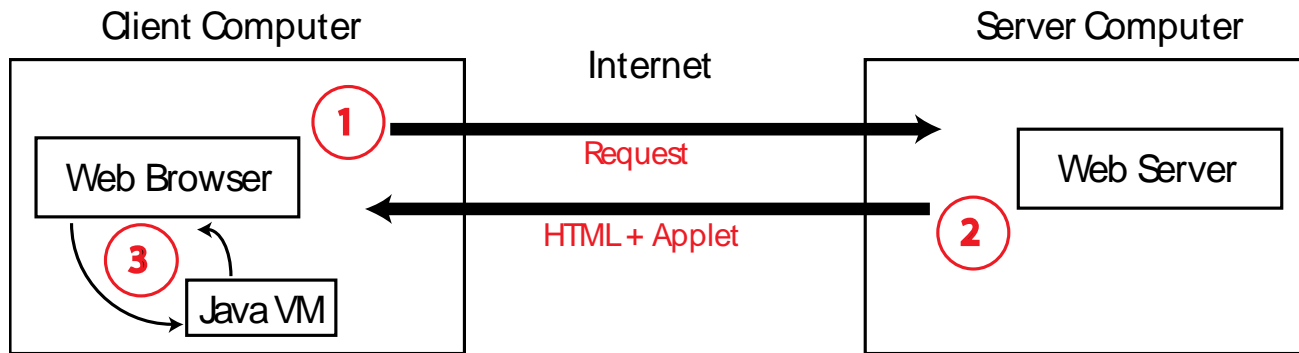 Client Computer
Internet
Server Computer
1
Request
Web Browser
Web Server
HTML + Applet
2
3
Java VM